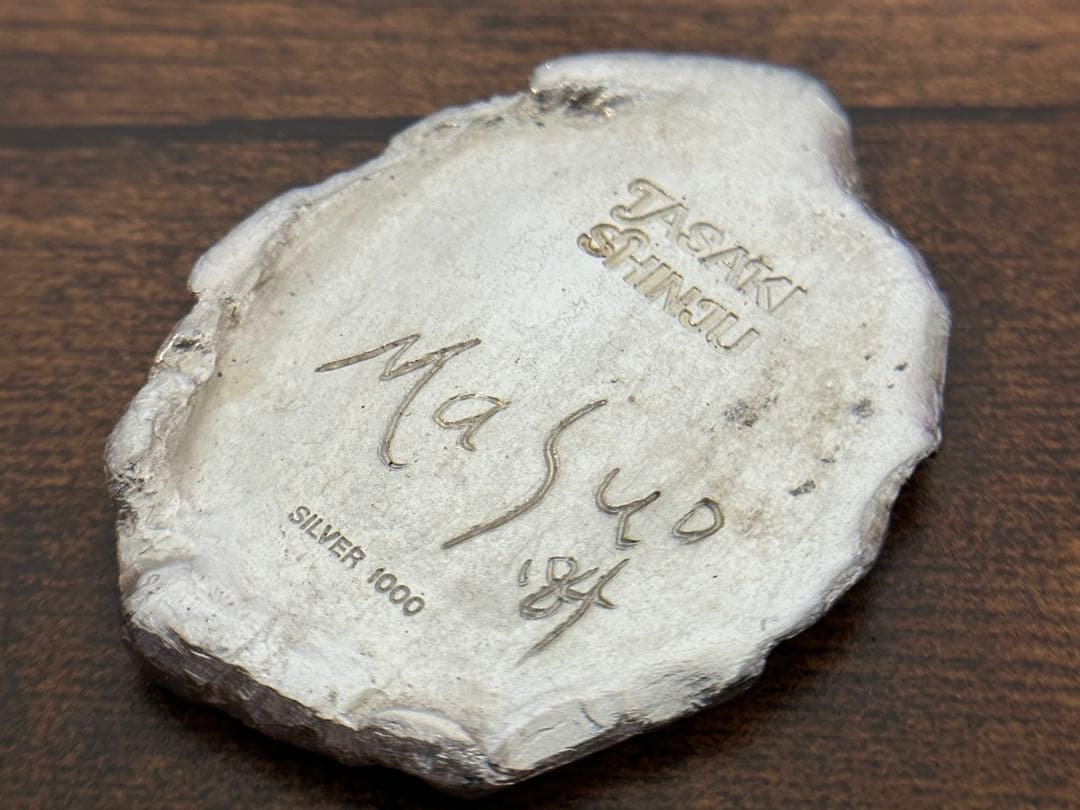 TASAKI
SHINJU
Masuo
'84
SILVER 1000